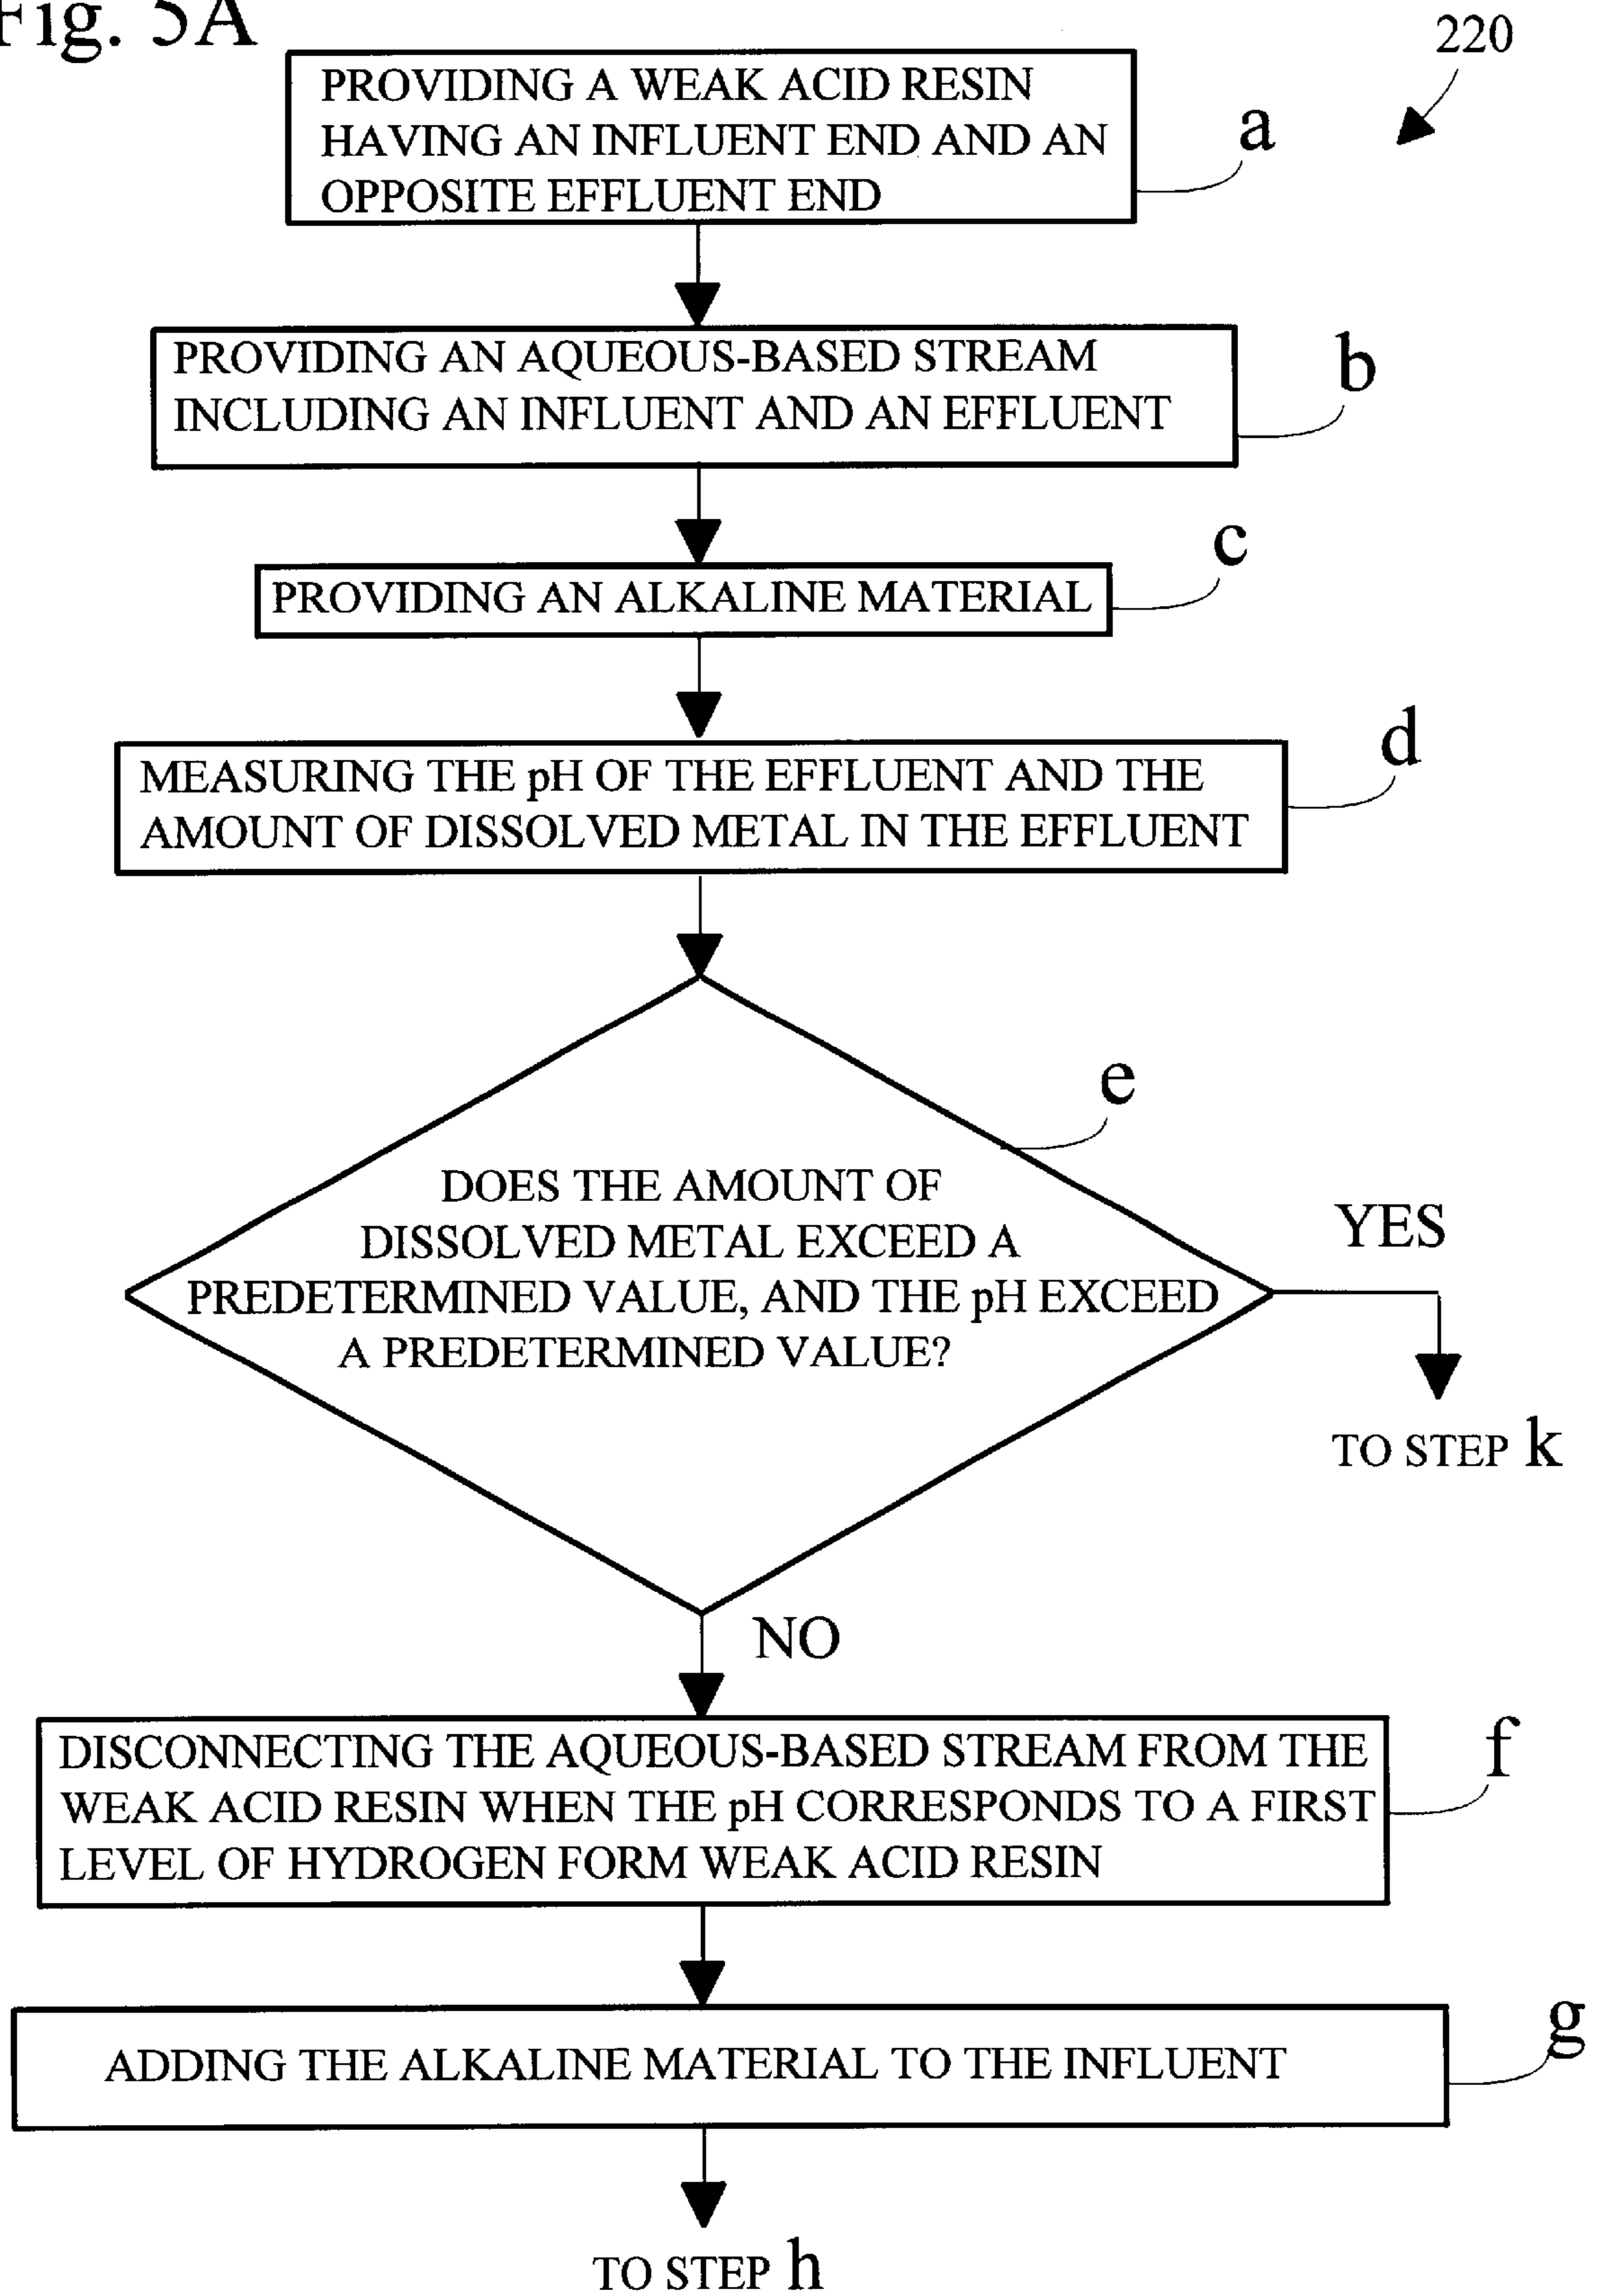 Fig. 5A
220
PROVIDING A WEAK ACID RESIN
HAVING AN INFLUENT END AND AN
OPPOSITE EFFLUENT END
a
PROVIDING AN AQUEOUS-BASED STREAM
INCLUDING AN INFLUENT AND AN EFFLUENT
b
PROVIDING AN ALKALINE MATERIAL
c
MEASURING THE pH OF THE EFFLUENT AND THE
AMOUNT OF DISSOLVED METAL IN THE EFFLUENT
d
e
DOES THE AMOUNT OF
DISSOLVED METAL EXCEED A
PREDETERMINED VALUE, AND THE pH EXCEED
A PREDETERMINED VALUE?
YES
TO STEP k
NO
DISCONNECTING THE AQUEOUS-BASED STREAM FROM THE
WEAK ACID RESIN WHEN THE pH CORRESPONDS TO A FIRST
LEVEL OF HYDROGEN FORM WEAK ACID RESIN
f
ADDING THE ALKALINE MATERIAL TO THE INFLUENT
g
TO STEP h